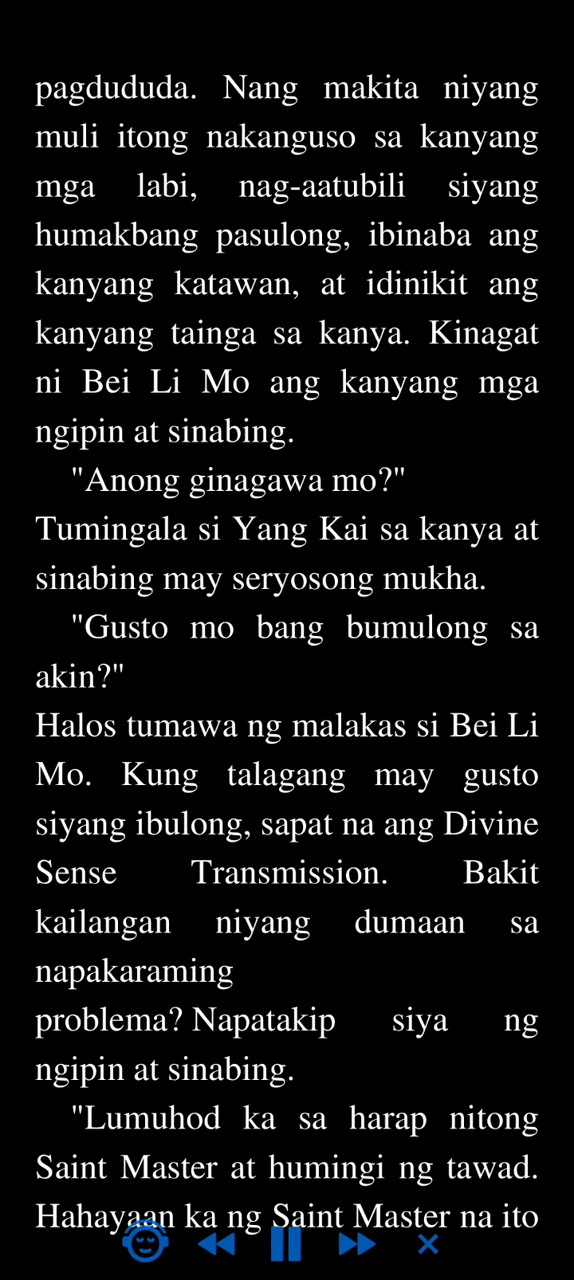 pagdududa. Nang makita niyang
muli itong nakanguso sa kanyang
mga labi, nag-aatubili siyang
humakbang pasulong, ibinaba ang
kanyang katawan, at idinikit ang
kanyang tainga sa kanya. Kinagat
ni Bei Li Mo ang kanyang mga
ngipin at sinabing.
"Anong ginagawa mo?"
Tumingala si Yang Kai sa kanya at
sinabing may seryosong mukha.
"Gusto mo bang bumulong sa
akin?"
Halos tumawa ng malakas si Bei Li
Mo. Kung talagang may gusto
siyang ibulong, sapat na ang Divine
Sense Transmission. Bakit
kailangan niyang dumaan sa
napakaraming
problema? Napatakip siya ng
ngipin at sinabing.
"Lumuhod ka sa harap nitong
Saint Master at humingi ng tawad.
Hahayaan ka ng Saint Master na ito